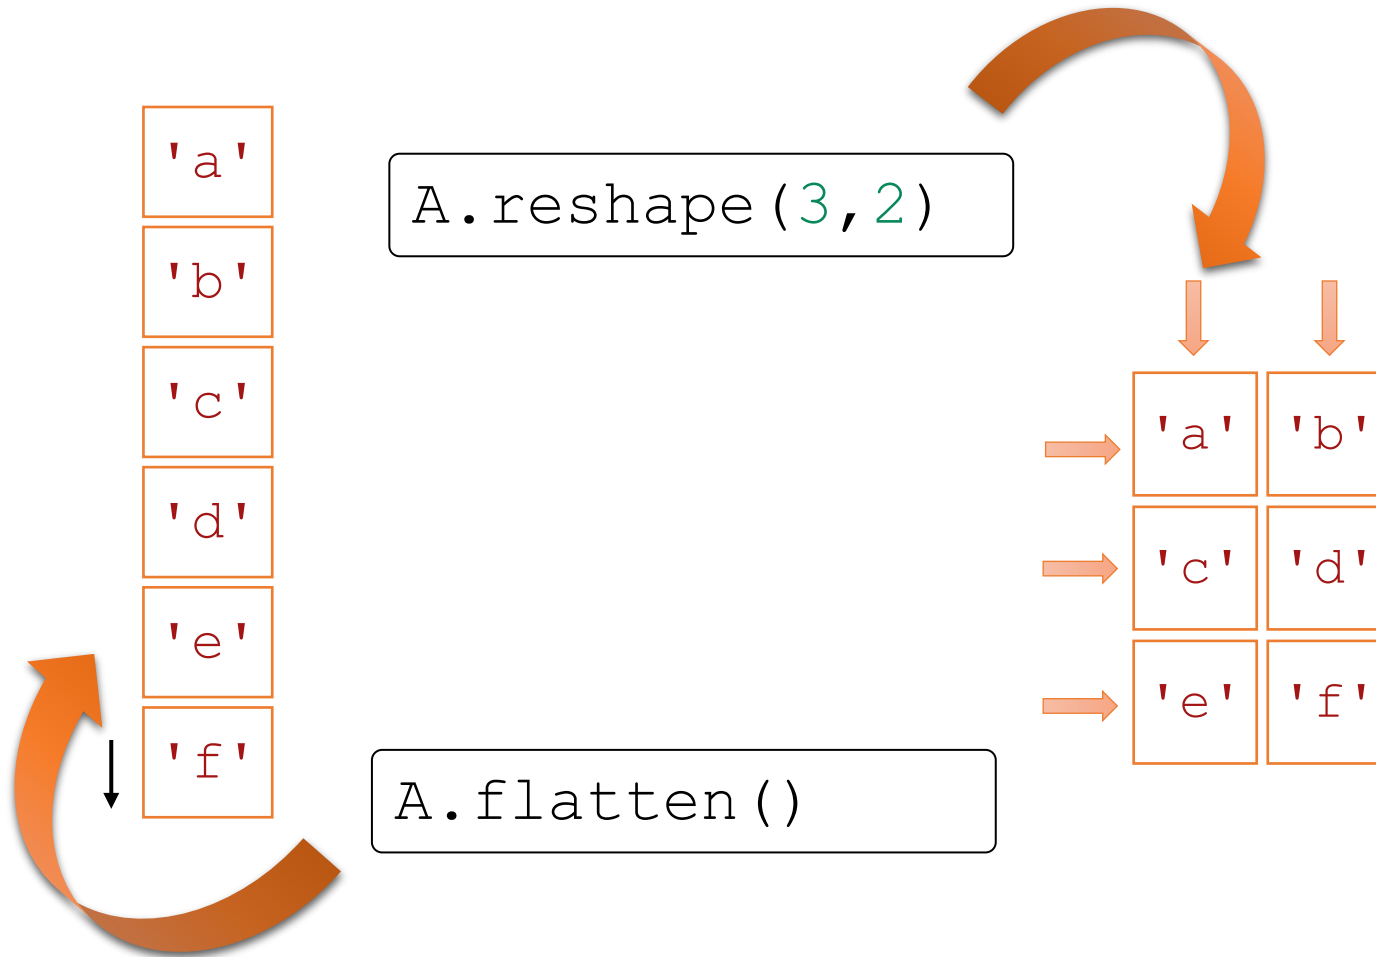 'a'
'b'
'c'
'd'
'e'
'f'
A.reshape(3,2)
A.flatten()
'a' 'b'
'c' 'd'
'e' 'f'